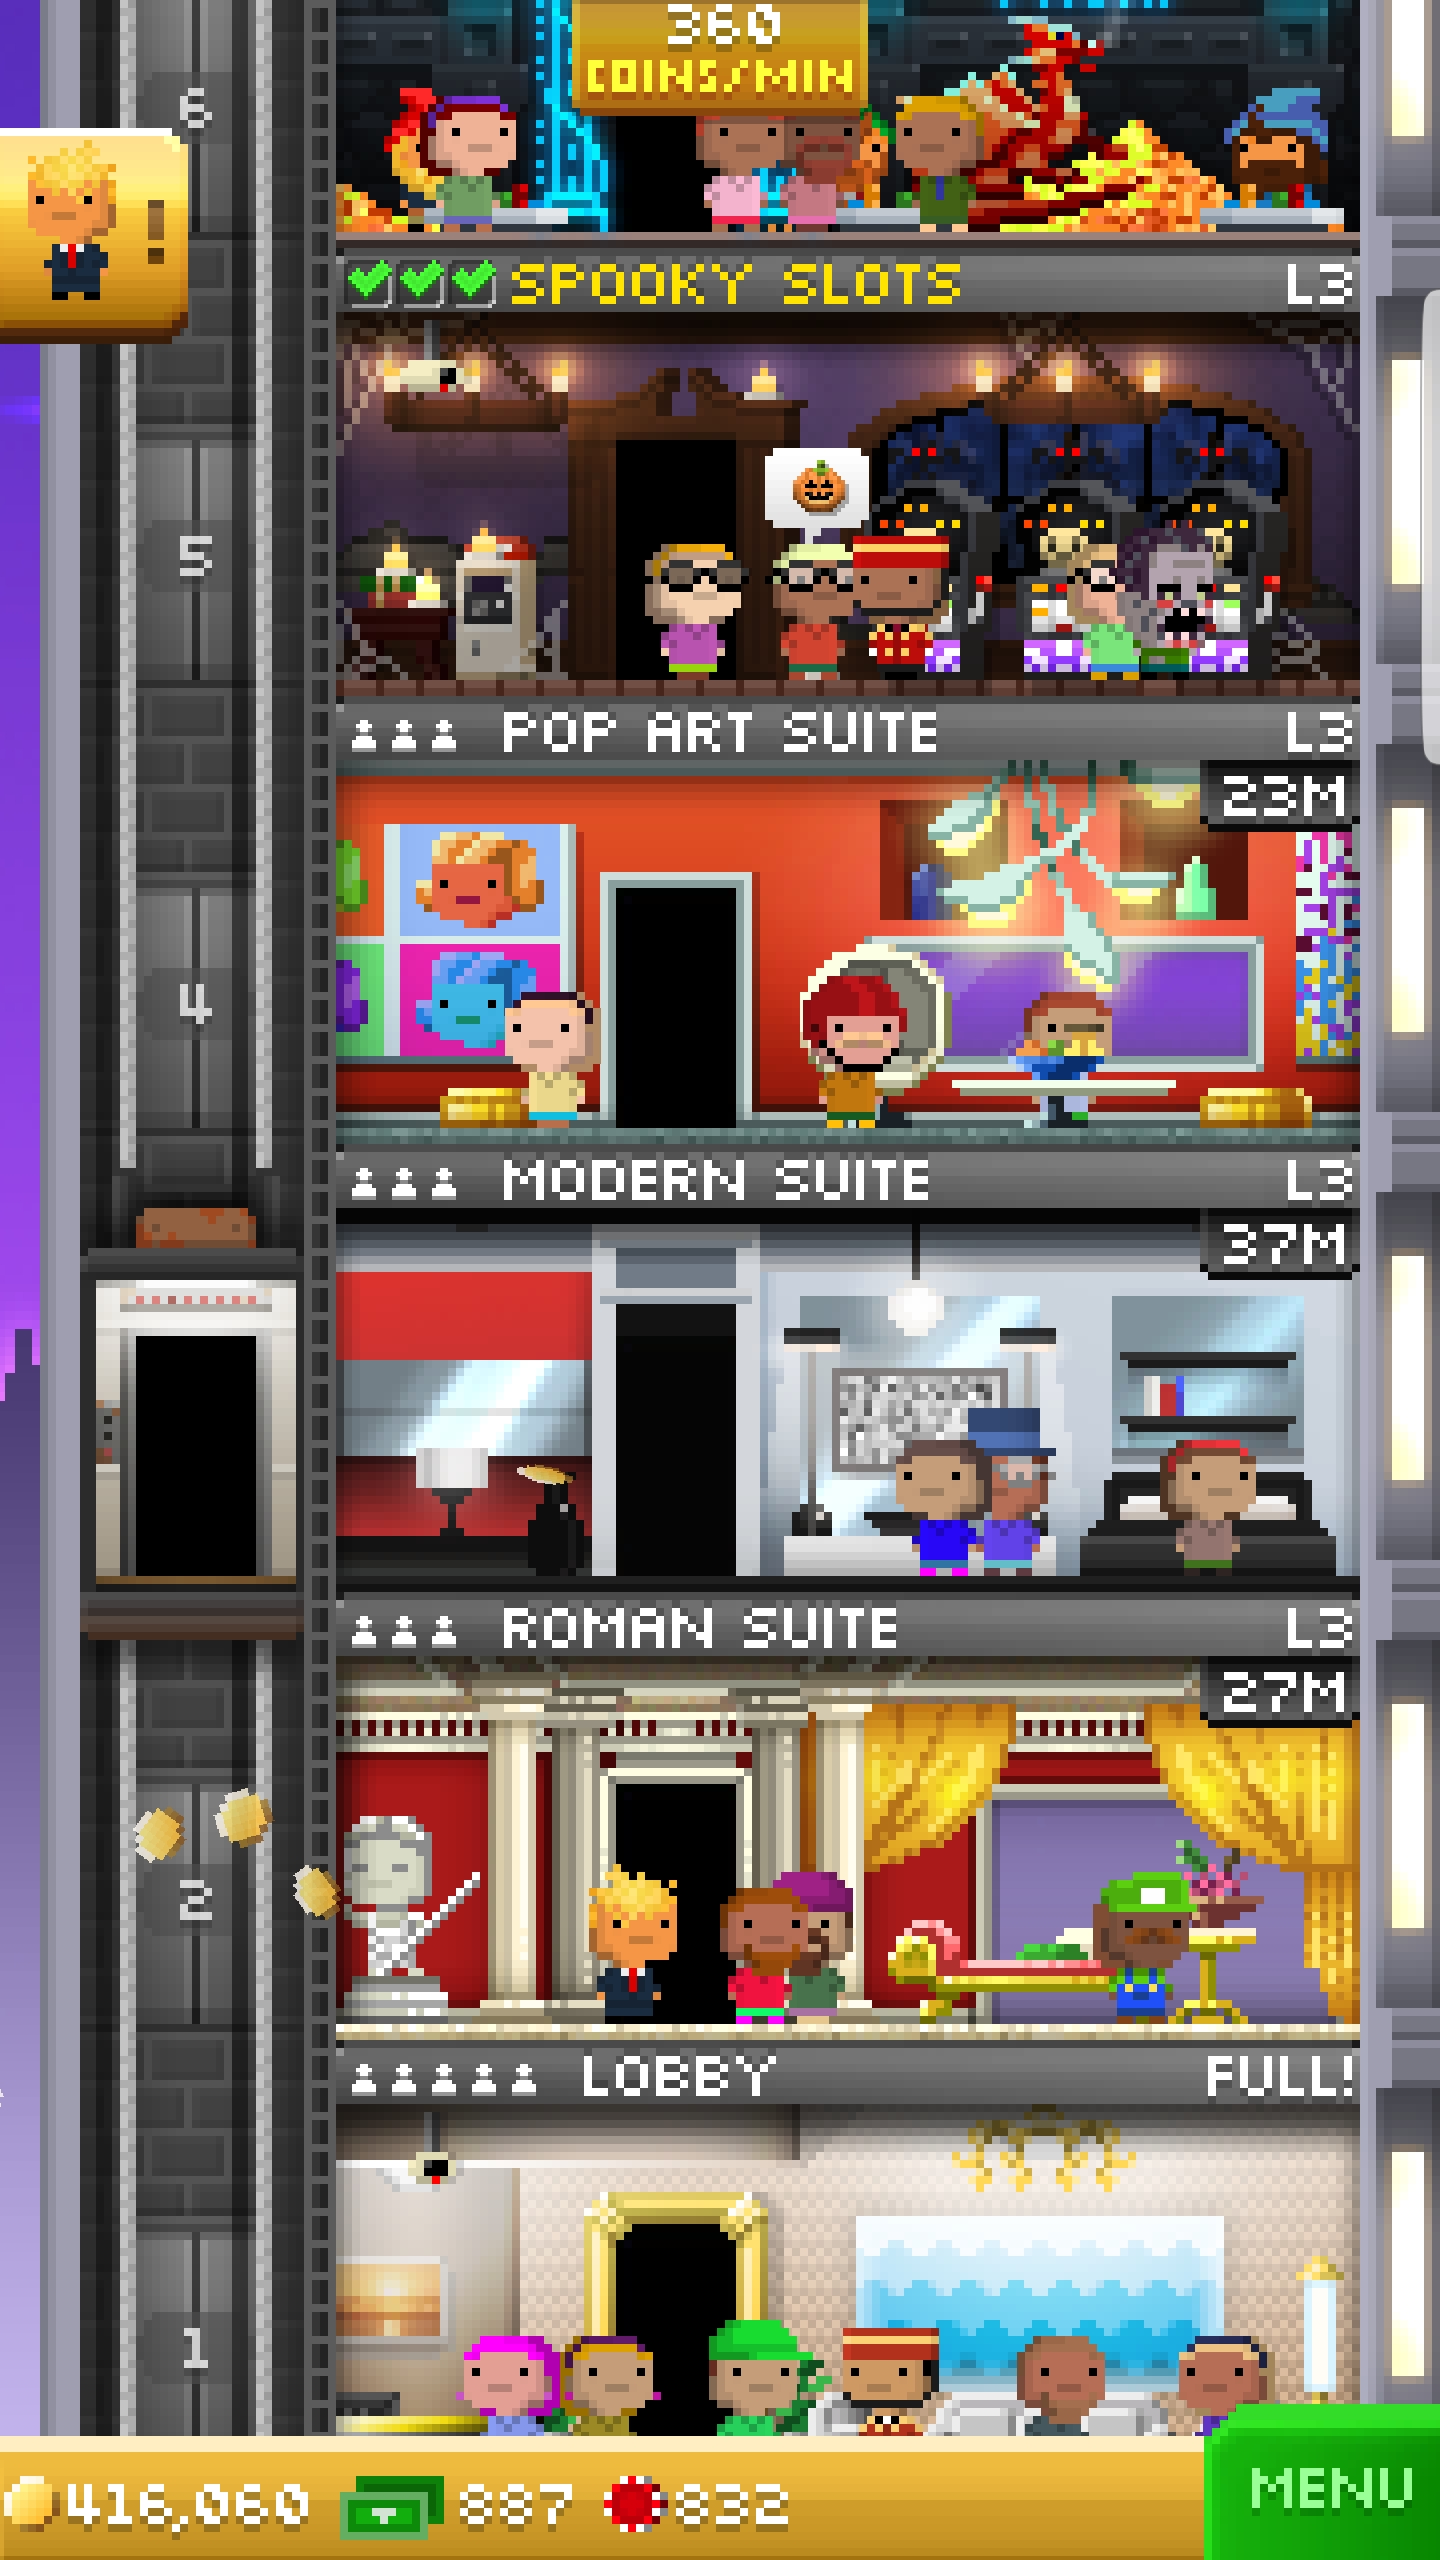 360
COINS/MIN
6
!
SPOOKY SLOTS L3
5
POP ART SUITE L3
23M
4
MODERN SUITE L3
37M
ROMAN SUITE L3
27M
2
LOBBY FULL!
1
416,060 887 832
MENU